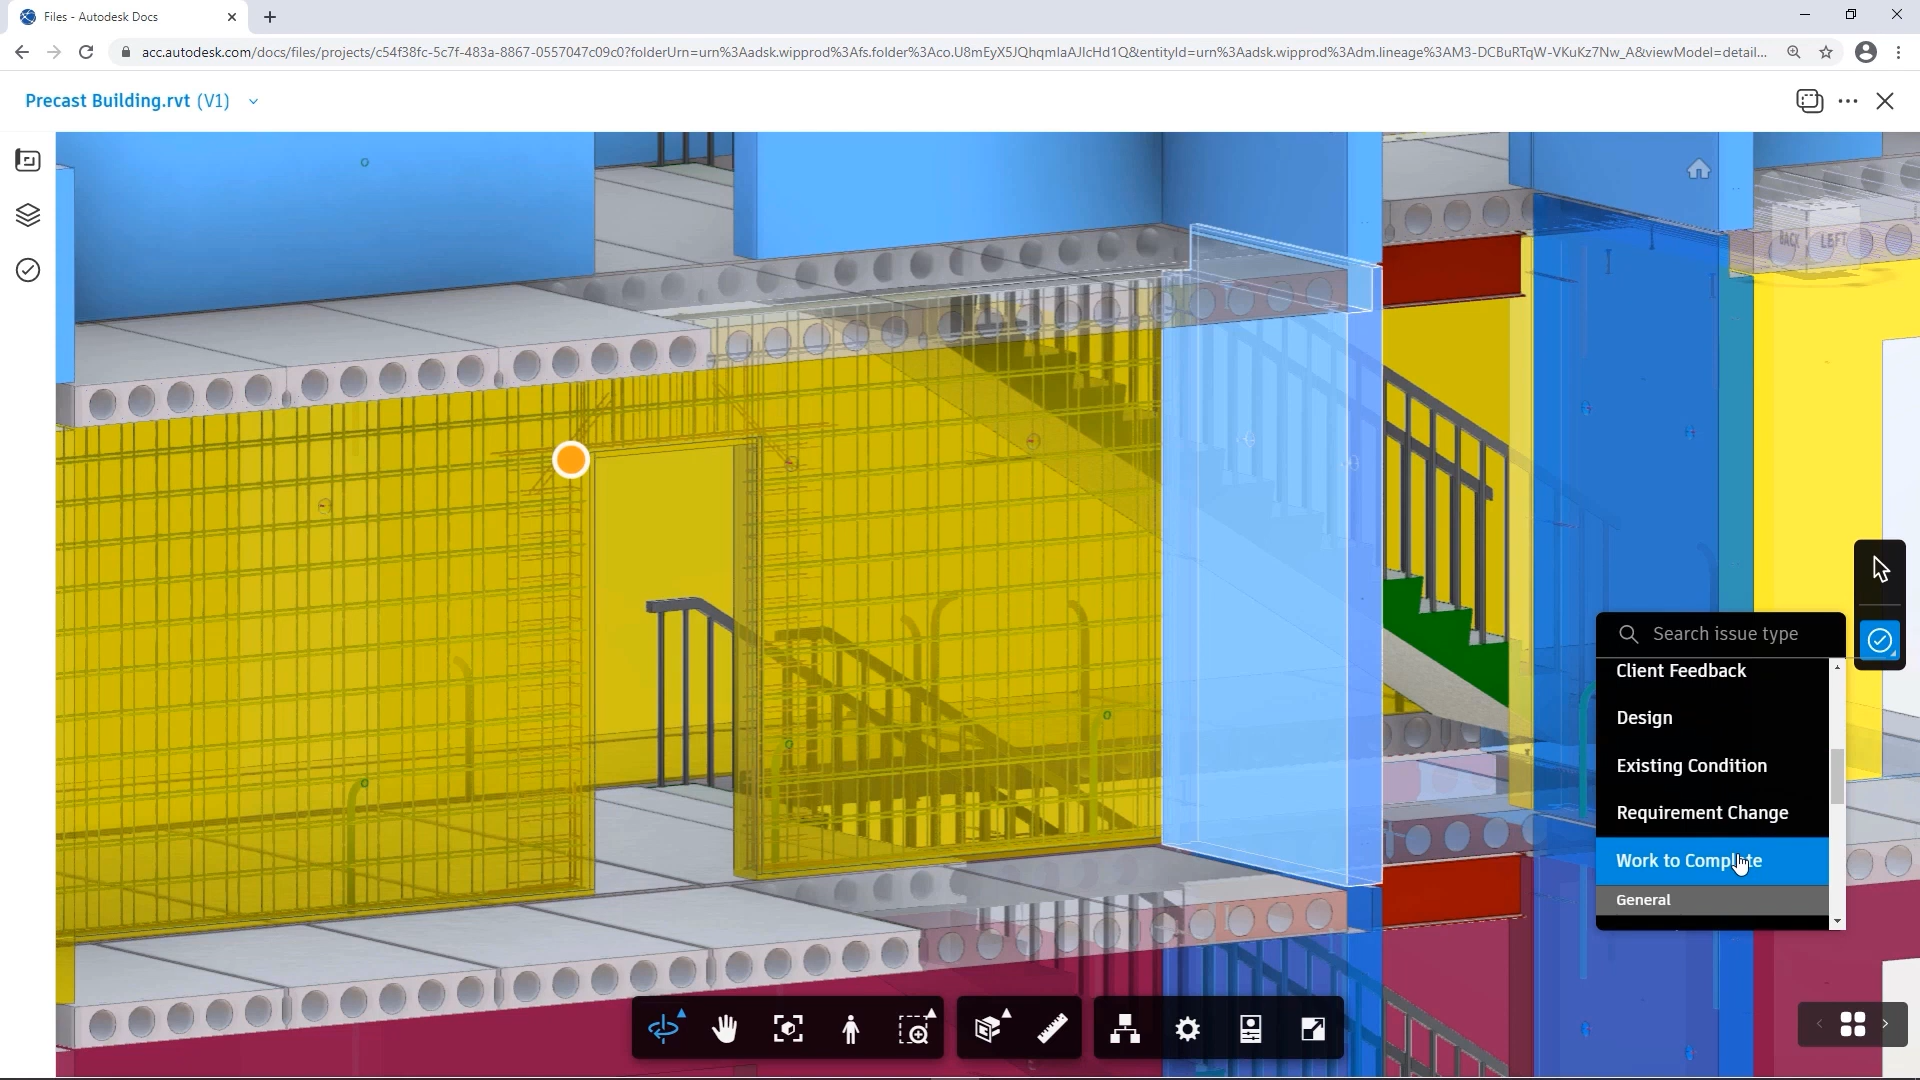 Files - Autodesk Docs
acc.autodesk.com/docs/files/projects/c54f38fc-5c7f-483a-8867-0557047c09c0?folderUrn=urn%3Aadsk.wipprod%3Afs.folder%3Aco.U8mEyX5JQhqmlaAJlcHd1Q&entityId=urn%3Aadsk.wipprod%3Adm.lineage%3AM3-DCBuRTqW-VKuKz7Nw_A&viewModel=detail...
Precast Building.rvt (V1)
BACK LEFT
Search issue type
Client Feedback
Design
Existing Condition
Requirement Change
Work to Complete
General